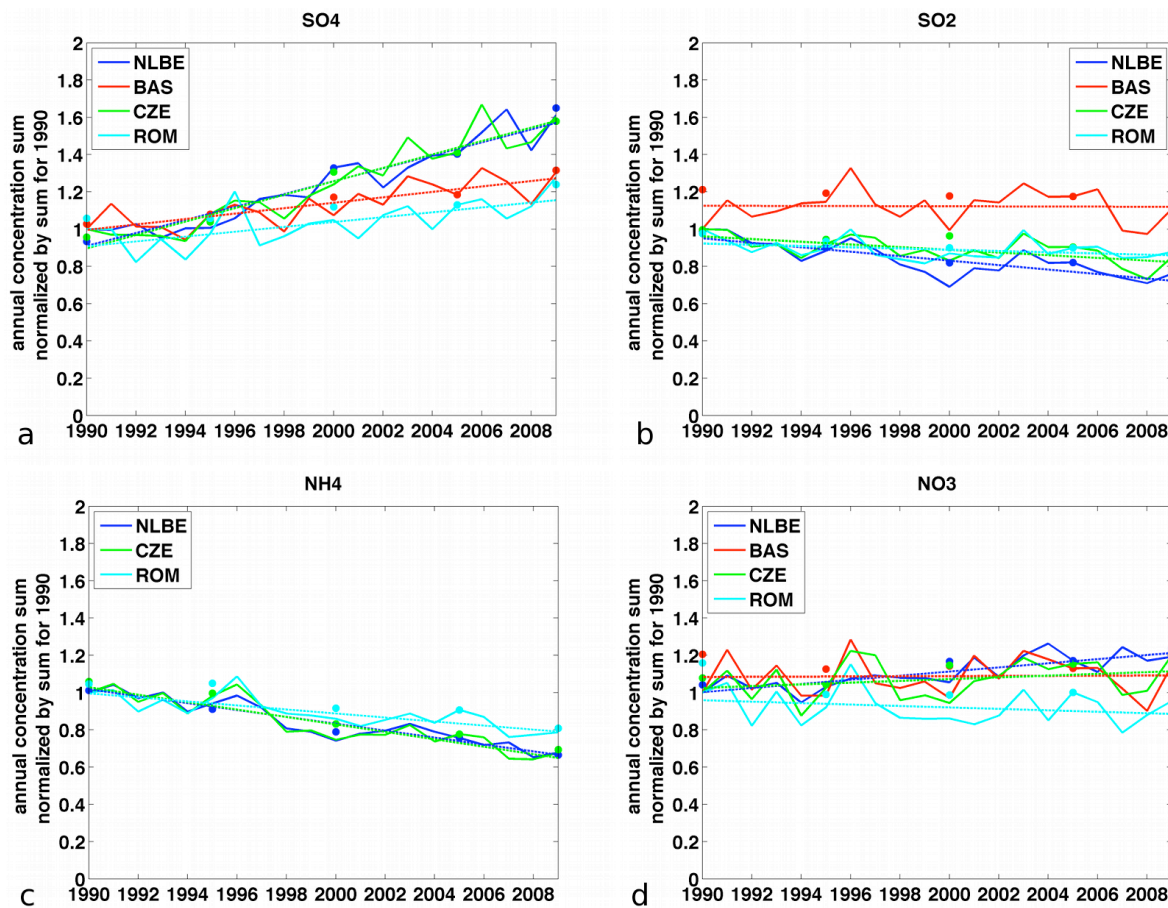 SO4
annual concentration sum
normalized by sum for 1990
2
1.8
1.6
1.4
1.2
1
0.8
0.6
0.4
0.2
0
NLBE
BAS
CZE
ROM
1990 1992 1994 1996 1998 2000 2002 2004 2006 2008
a
SO2
annual concentration sum
normalized by sum for 1990
2
1.8
1.6
1.4
1.2
1
0.8
0.6
0.4
0.2
0
NLBE
BAS
CZE
ROM
1990 1992 1994 1996 1998 2000 2002 2004 2006 2008
b
NH4
annual concentration sum
normalized by sum for 1990
2
1.8
1.6
1.4
1.2
1
0.8
0.6
0.4
0.2
0
NLBE
CZE
ROM
1990 1992 1994 1996 1998 2000 2002 2004 2006 2008
c
NO3
annual concentration sum
normalized by sum for 1990
2
1.8
1.6
1.4
1.2
1
0.8
0.6
0.4
0.2
0
NLBE
BAS
CZE
ROM
1990 1992 1994 1996 1998 2000 2002 2004 2006 2008
d